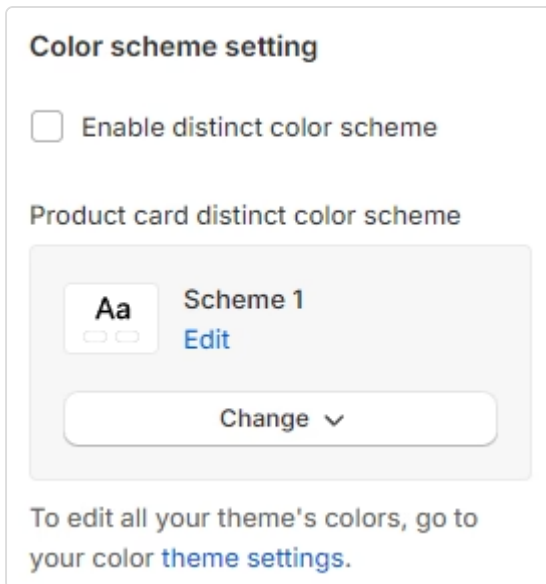 Color scheme setting
Enable distinct color scheme
Product card distinct color scheme
Aa
Scheme 1
Edit
Change
To edit all your theme's colors, go to
your color theme settings.